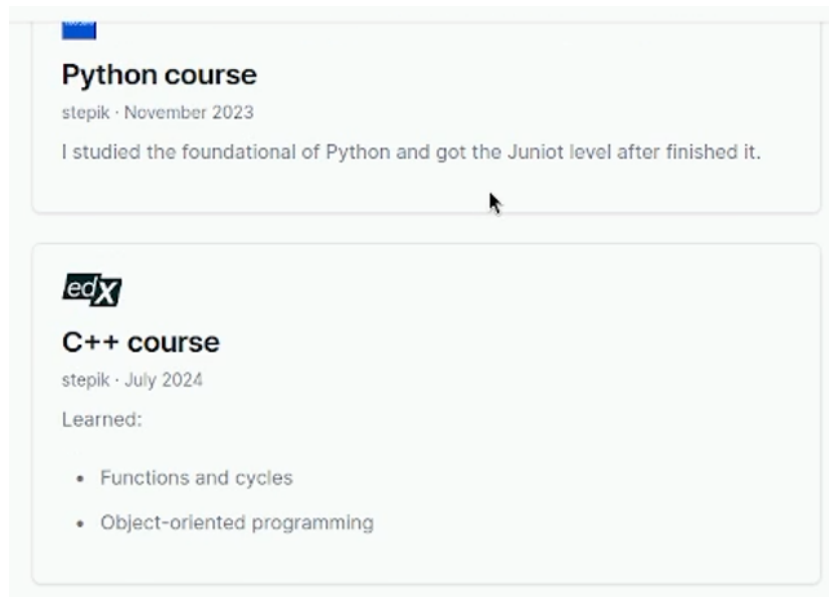 Python course
stepik · November 2023
I studied the foundational of Python and got the Juniot level after finished it.
edX
C++ course
stepik · July 2024
Learned:
• Functions and cycles
• Object-oriented programming